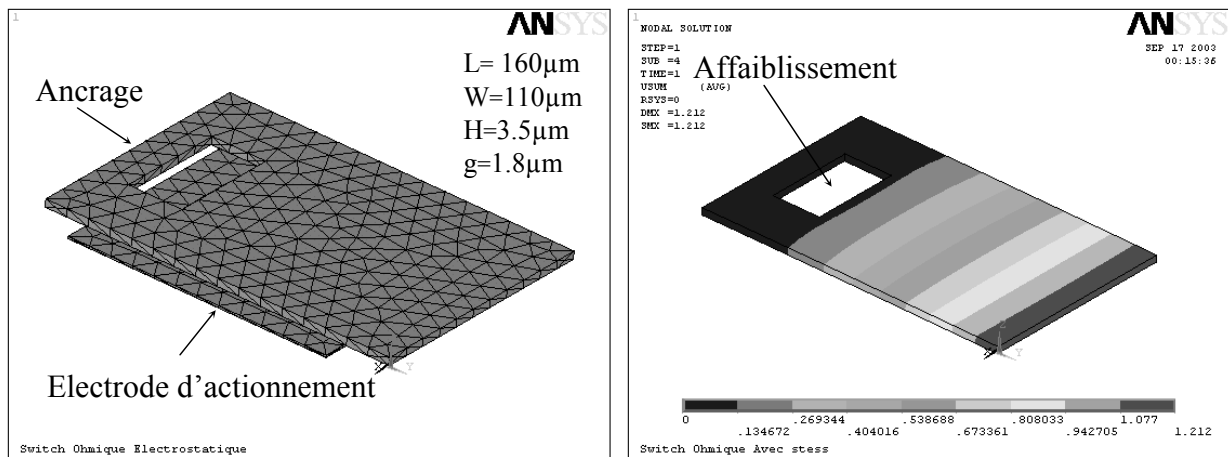 1
ANSYS
L= 160µm
W=110µm
H=3.5µm
g=1.8µm
Ancrage
Electrode d'actionnement
X
Y
Switch Ohmique Electrostatique
1
ANSYS
NODAL SOLUTION
STEP=1
SUB =4
TIME=1
USUM (AVG)
RSYS=0
DMX =1.212
SMX =1.212
SEP 17 2003
00:15:36
Affaiblissement
Z
Y
0 .269344 .538688 .808033 1.077
.134672 .404016 .673361 .942705 1.212
Switch Ohmique Avec stess